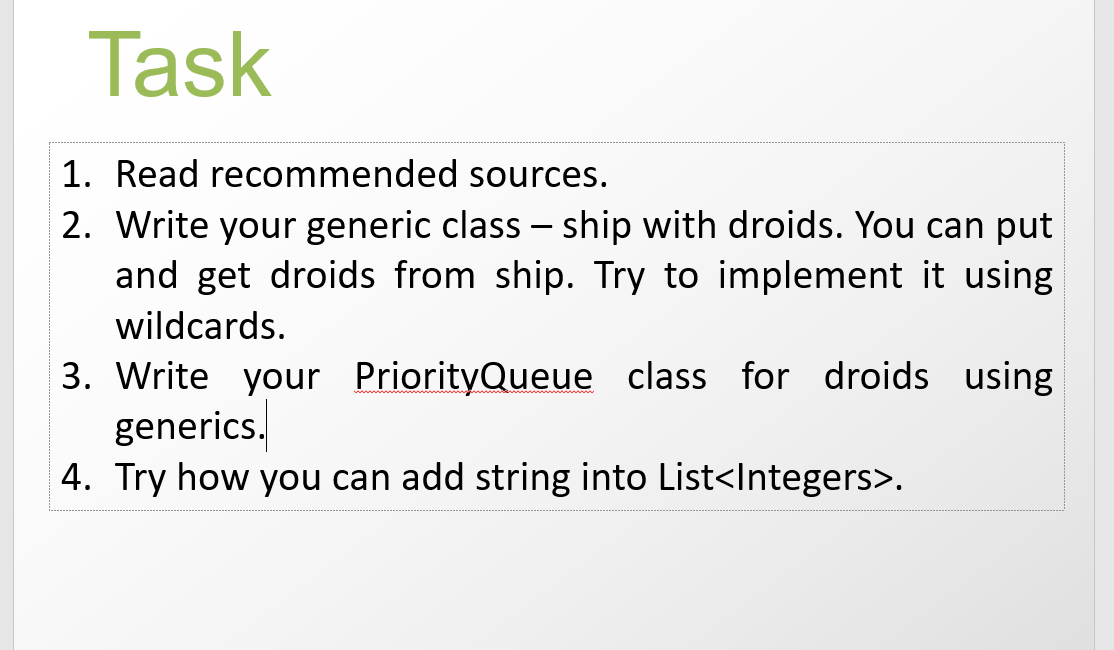 Task
1. Read recommended sources.
2. Write your generic class – ship with droids. You can put
and get droids from ship. Try to implement it using
wildcards.
3. Write your PriorityQueue class for droids using
generics.
4. Try how you can add string into List<Integers>.